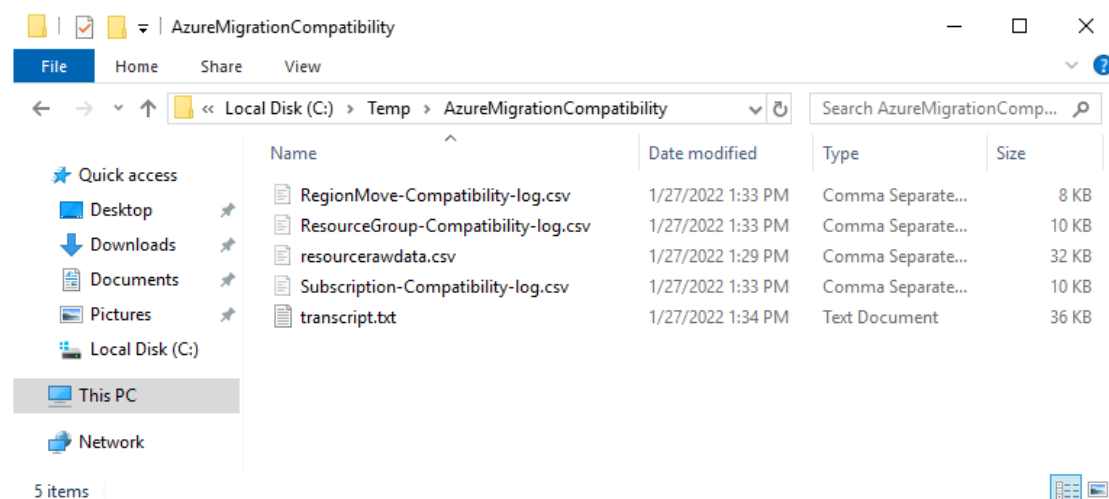 AzureMigrationCompatibility
File Home Share View
« Local Disk (C:) › Temp › AzureMigrationCompatibility Search AzureMigrationComp...
Quick access
Desktop
Downloads
Documents
Pictures
Local Disk (C:)
This PC
Network
Name Date modified Type Size
RegionMove-Compatibility-log.csv 1/27/2022 1:33 PM Comma Separate... 8 KB
ResourceGroup-Compatibility-log.csv 1/27/2022 1:33 PM Comma Separate... 10 KB
resourcerawdata.csv 1/27/2022 1:29 PM Comma Separate... 32 KB
Subscription-Compatibility-log.csv 1/27/2022 1:33 PM Comma Separate... 10 KB
transcript.txt 1/27/2022 1:34 PM Text Document 36 KB
5 items